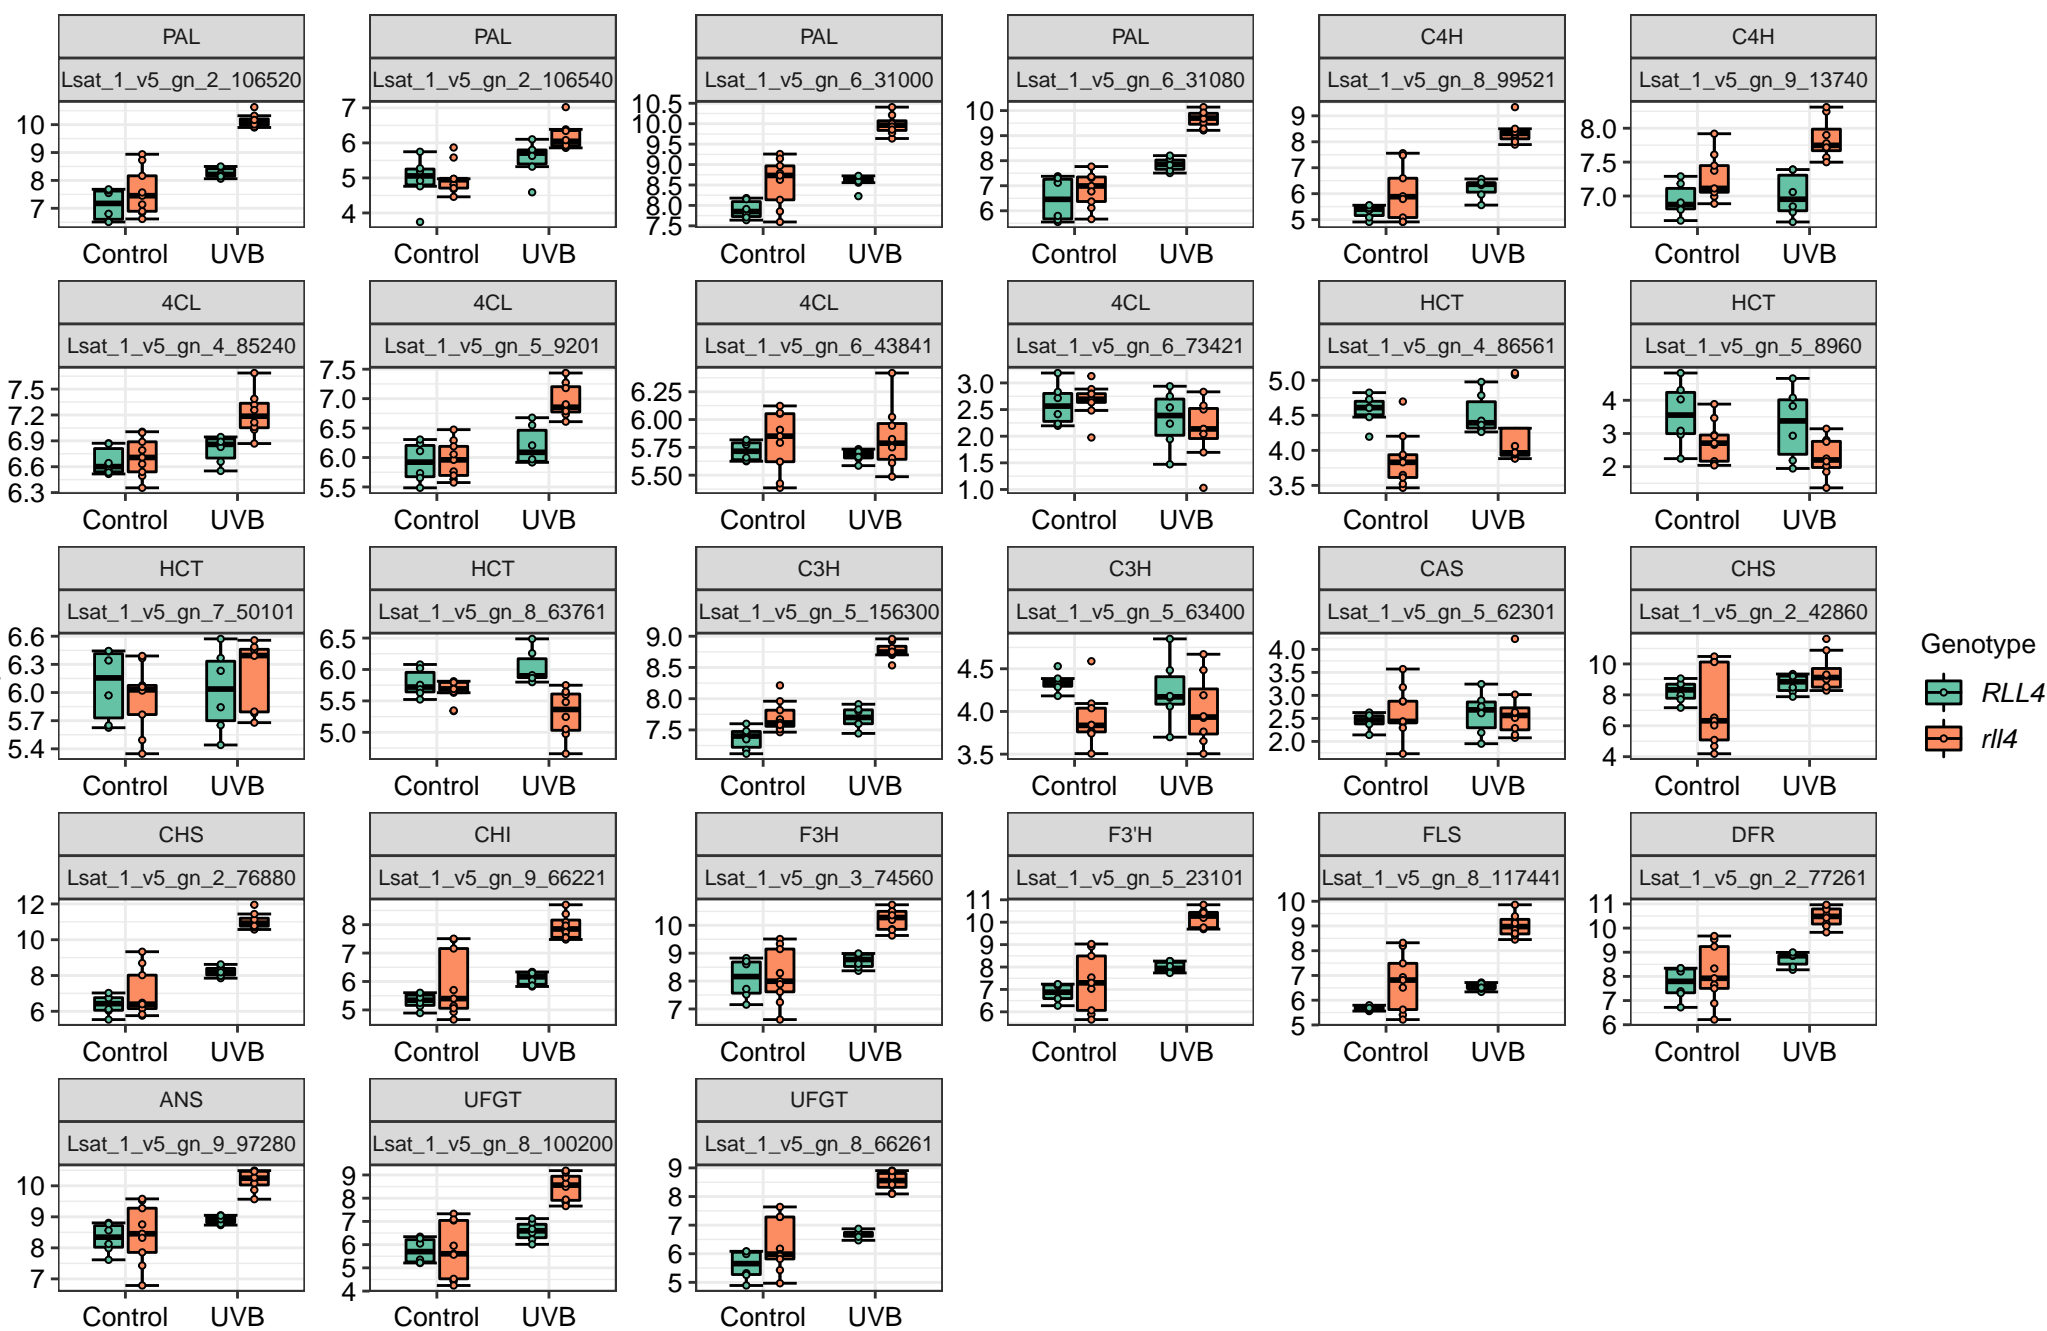 PAL PAL PAL PAL C4H C4H
Lsat_1_v5_gn_2_106520 Lsat_1_v5_gn_2_106540 Lsat_1_v5_gn_6_31000 Lsat_1_v5_gn_6_31080 Lsat_1_v5_gn_8_99521 Lsat_1_v5_gn_9_13740
10 9 8 7
7 6 5 4
10.5 10.0 9.5 9.0 8.5 8.0 7.5
10 9 8 7 6
9 8 7 6 5
8.0 7.5 7.0
Control UVB Control UVB Control UVB Control UVB Control UVB Control UVB
4CL 4CL 4CL 4CL HCT HCT
Lsat_1_v5_gn_4_85240 Lsat_1_v5_gn_5_9201 Lsat_1_v5_gn_6_43841 Lsat_1_v5_gn_6_73421 Lsat_1_v5_gn_4_86561 Lsat_1_v5_gn_5_8960
7.5 7.2 6.9 6.6 6.3
7.5 7.0 6.5 6.0 5.5
6.25 6.00 5.75 5.50
3.0 2.5 2.0 1.5 1.0
5.0 4.5 4.0 3.5
4 3 2
Control UVB Control UVB Control UVB Control UVB Control UVB Control UVB
HCT HCT C3H C3H CAS CHS
Lsat_1_v5_gn_7_50101 Lsat_1_v5_gn_8_63761 Lsat_1_v5_gn_5_156300 Lsat_1_v5_gn_5_63400 Lsat_1_v5_gn_5_62301 Lsat_1_v5_gn_2_42860
6.6 6.3 6.0 5.7 5.4
6.5 6.0 5.5 5.0
9.0 8.5 8.0 7.5
4.5 4.0 3.5
4.0 3.5 3.0 2.5 2.0
10 8 6 4
Control UVB Control UVB Control UVB Control UVB Control UVB Control UVB
Genotype
RLL4
rll4
CHS CHI F3H F3'H FLS DFR
Lsat_1_v5_gn_2_76880 Lsat_1_v5_gn_9_66221 Lsat_1_v5_gn_3_74560 Lsat_1_v5_gn_5_23101 Lsat_1_v5_gn_8_117441 Lsat_1_v5_gn_2_77261
12 10 8 6
8 7 6 5
10 9 8 7
11 10 9 8 7 6
10 9 8 7 6 5
11 10 9 8 7 6
Control UVB Control UVB Control UVB Control UVB Control UVB Control UVB
ANS UFGT UFGT
Lsat_1_v5_gn_9_97280 Lsat_1_v5_gn_8_100200 Lsat_1_v5_gn_8_66261
10 9 8 7
9 8 7 6 5 4
9 8 7 6 5
Control UVB Control UVB Control UVB